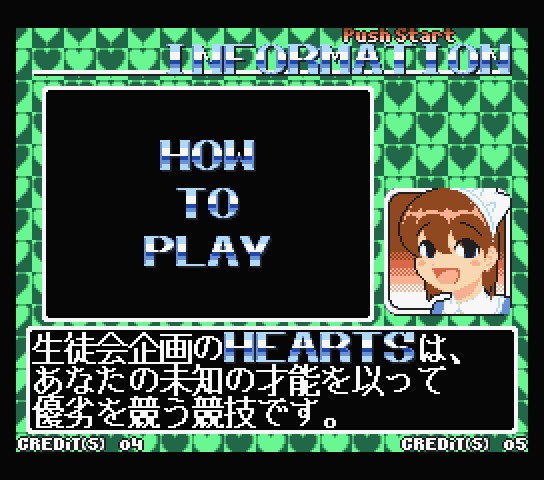 Push Start
INFORMATION
HOW
TO
PLAY
生徒会企画のHEARTSは、
あなたの未知の才能を以って
優劣を競う競技です。
CREDiT(S) 04
CREDiT(S) 05